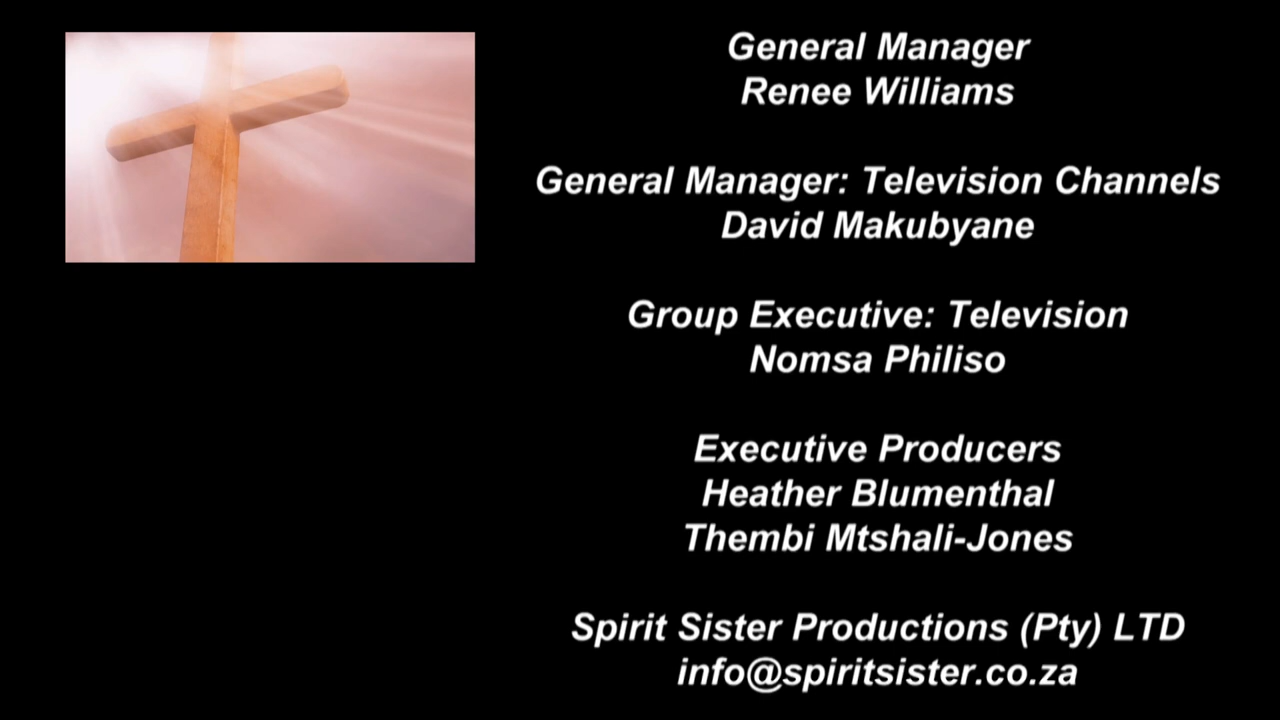 General Manager
Renee Williams
General Manager: Television Channels
David Makubyane
Group Executive: Television
Nomsa Philiso
Executive Producers
Heather Blumenthal
Thembi Mtshali-Jones
Spirit Sister Productions (Pty) LTD
info@spiritsister.co.za